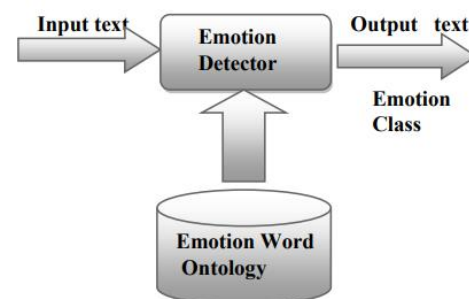 Input text
Emotion
Detector
Output text
Emotion
Class
Emotion Word
Ontology